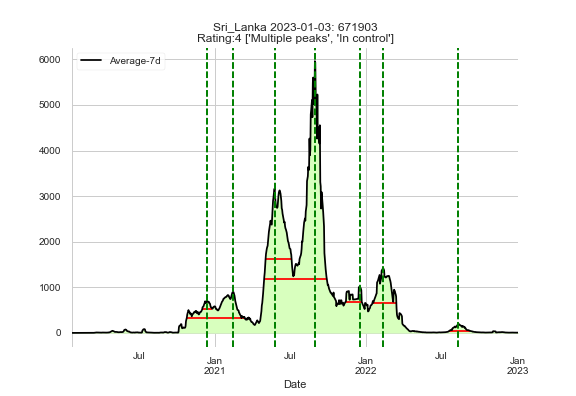 Sri_Lanka 2023-01-03: 671903
Rating:4 ['Multiple peaks', 'In control']
Average-7d
6000
5000
4000
3000
2000
1000
0
Jul
Jan
2021
Jul
Jan
2022
Jul
Jan
2023
Date